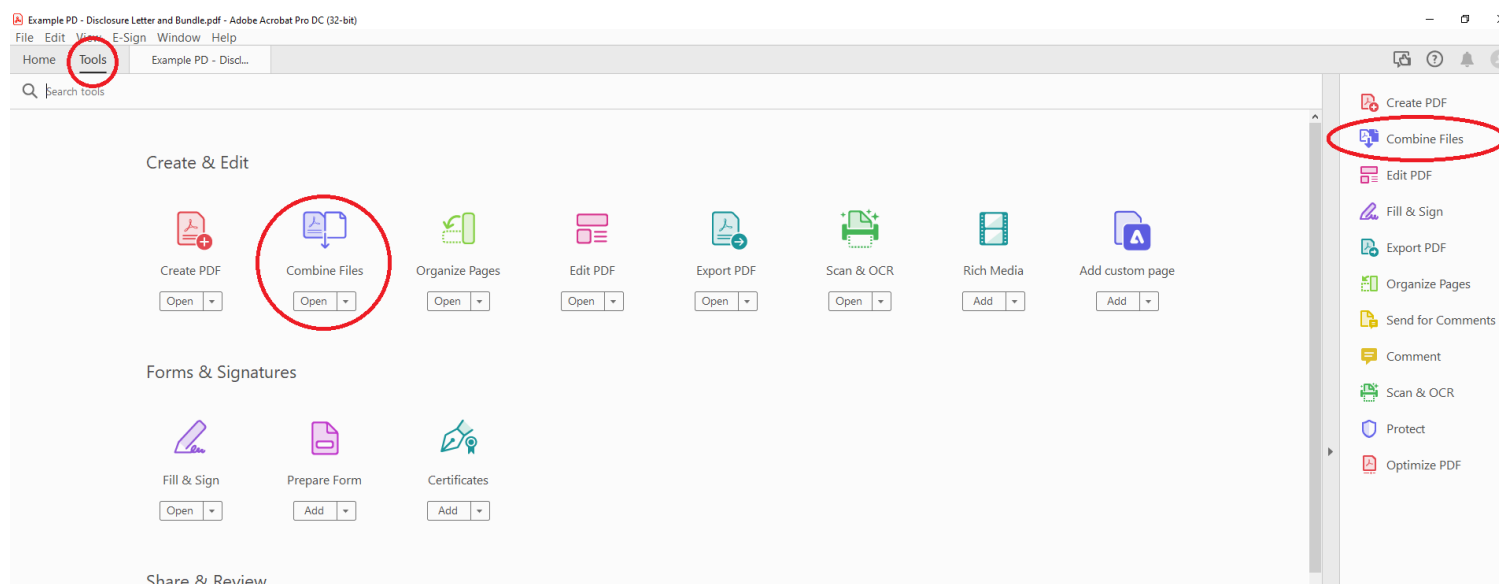 Example PD - Disclosure Letter and Bundle.pdf - Adobe Acrobat Pro DC (32-bit)
File Edit View E-Sign Window Help
Home Tools Example PD - Discl...
Search tools
Create & Edit
Create PDF Combine Files Organize Pages Edit PDF Export PDF Scan & OCR Rich Media Add custom page
Open Open Open Open Open Open Add Add
Forms & Signatures
Fill & Sign Prepare Form Certificates
Open Add Add
Share & Review
Create PDF
Combine Files
Edit PDF
Fill & Sign
Export PDF
Organize Pages
Send for Comments
Comment
Scan & OCR
Protect
Optimize PDF